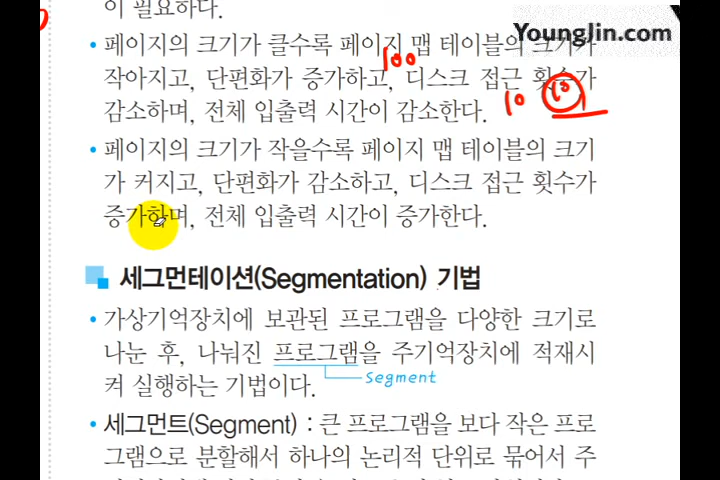 이 필요하다.
YoungJin.com
• 페이지의 크기가 클수록 페이지 맵 테이블의 크기가
100
작아지고, 단편화가 증가하고, 디스크 접근 횟수가
10 10
감소하며, 전체 입출력 시간이 감소한다.
• 페이지의 크기가 작을수록 페이지 맵 테이블의 크기
가 커지고, 단편화가 감소하고, 디스크 접근 횟수가
증가하며, 전체 입출력 시간이 증가한다.
세그먼테이션(Segmentation) 기법
• 가상기억장치에 보관된 프로그램을 다양한 크기로
나눈 후, 나눠진 프로그램을 주기억장치에 적재시
켜 실행하는 기법이다.
Segment
• 세그먼트(Segment) : 큰 프로그램을 보다 작은 프로
그램으로 분할해서 하나의 논리적 단위로 묶어서 주